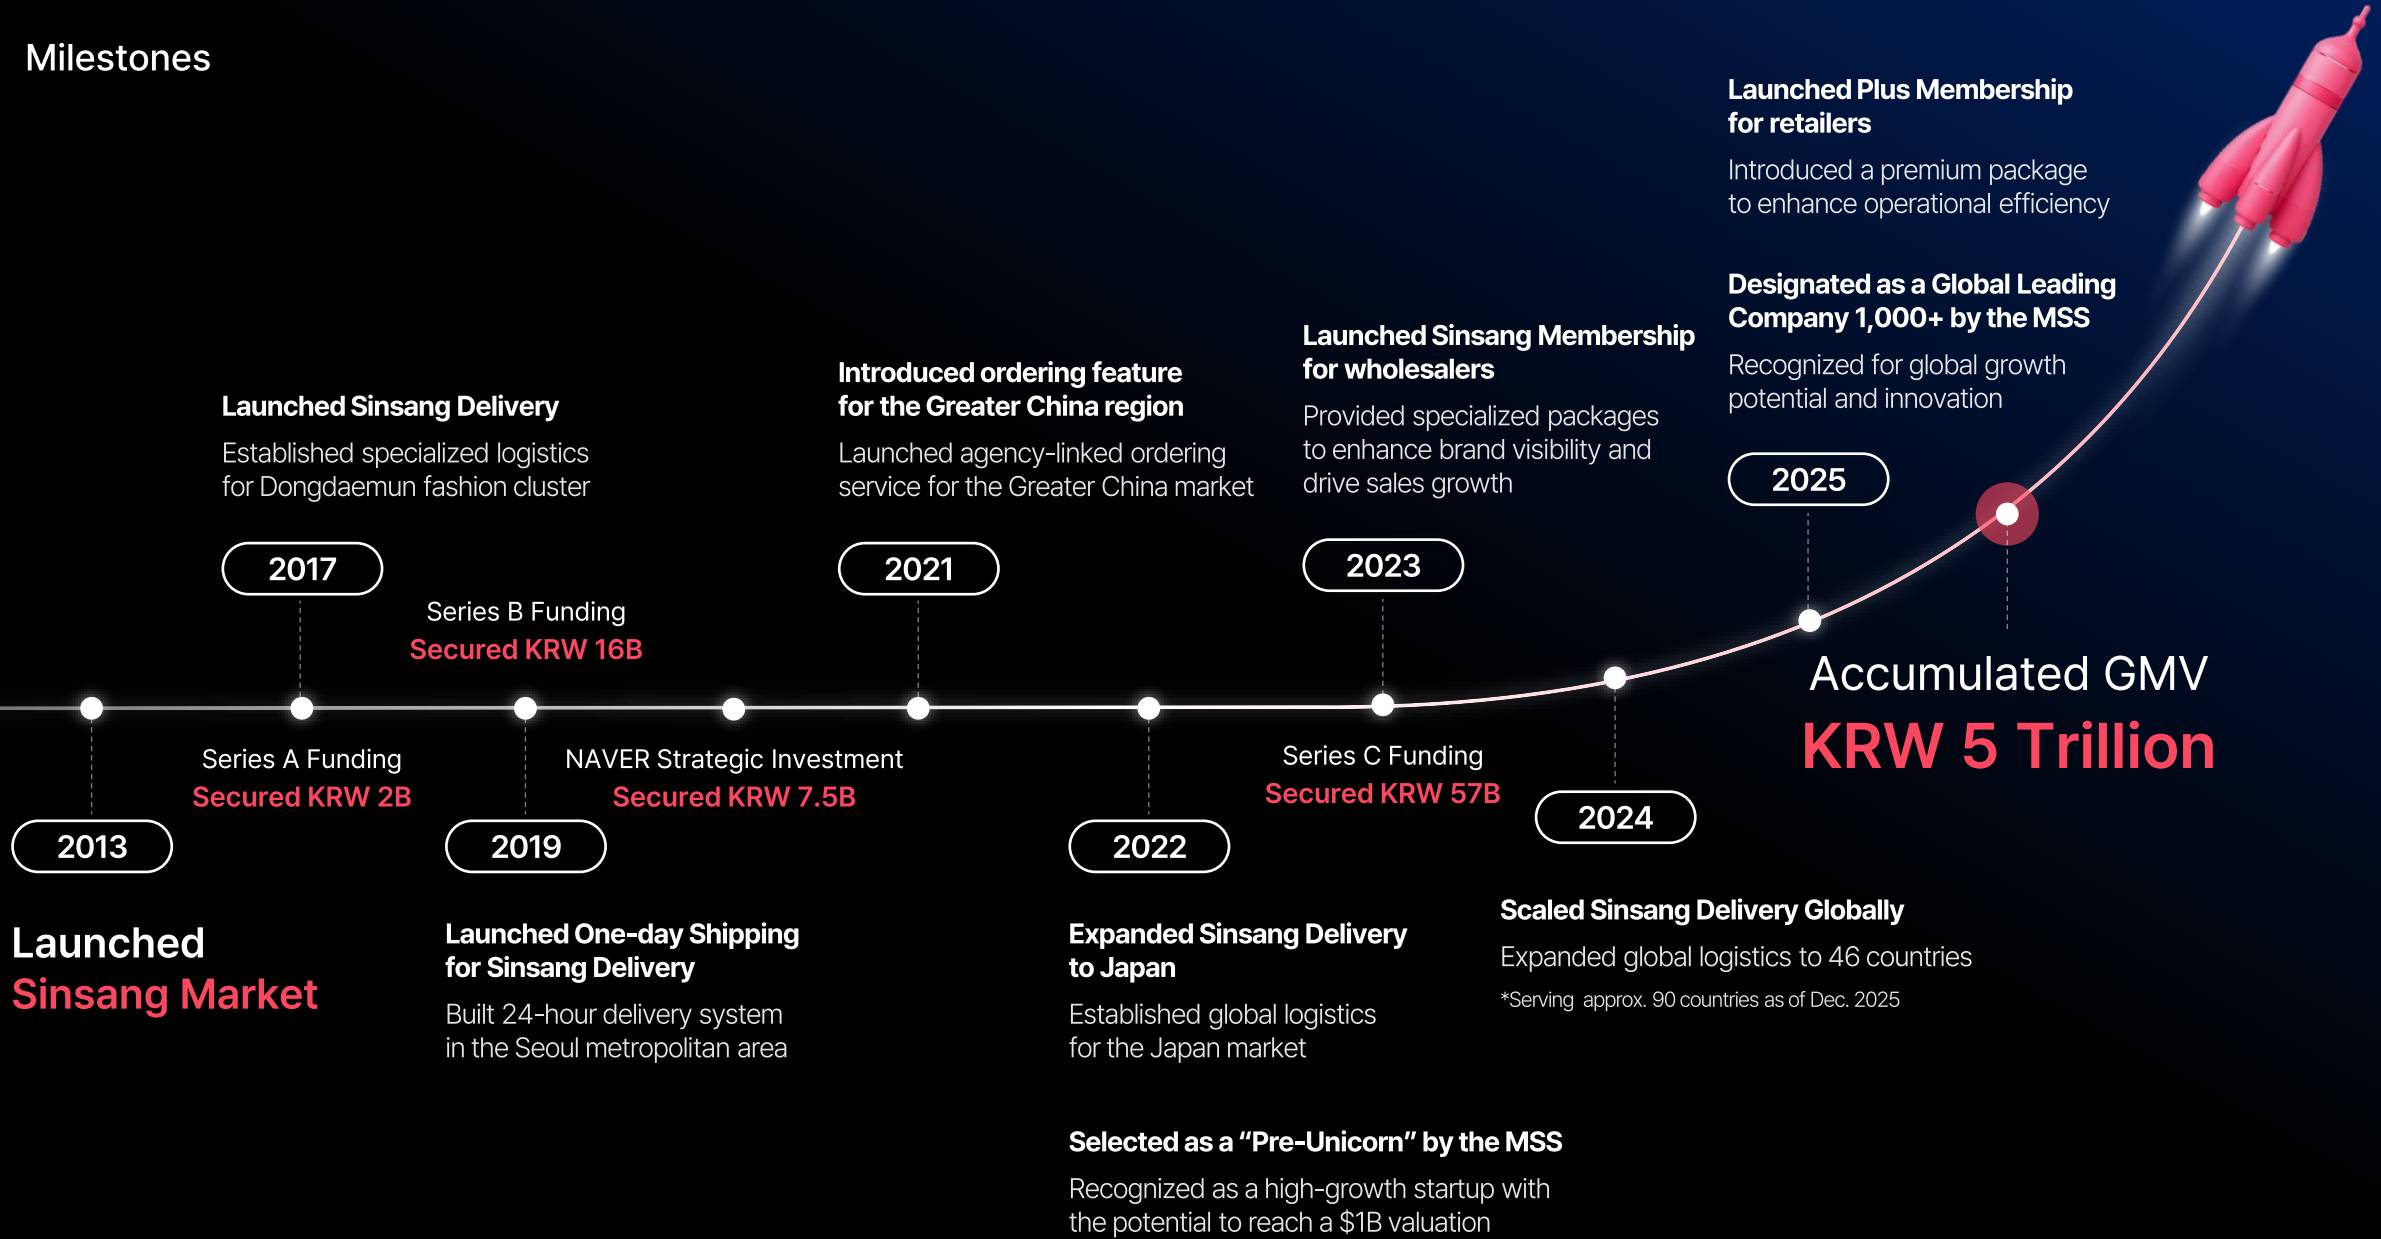 Milestones
2013
Launched
Sinsang Market
Launched Sinsang Delivery
Established specialized logistics
for Dongdaemun fashion cluster
2017
Series A Funding
Secured KRW 2B
Series B Funding
Secured KRW 16B
2019
Launched One-day Shipping
for Sinsang Delivery
Built 24-hour delivery system
in the Seoul metropolitan area
NAVER Strategic Investment
Secured KRW 7.5B
Introduced ordering feature
for the Greater China region
Launched agency-linked ordering
service for the Greater China market
2021
2022
Expanded Sinsang Delivery
to Japan
Established global logistics
for the Japan market
Selected as a “Pre-Unicorn” by the MSS
Recognized as a high-growth startup with
the potential to reach a $1B valuation
Launched Sinsang Membership
for wholesalers
Provided specialized packages
to enhance brand visibility and
drive sales growth
2023
Series C Funding
Secured KRW 57B
2024
Scaled Sinsang Delivery Globally
Expanded global logistics to 46 countries
*Serving approx. 90 countries as of Dec. 2025
Launched Plus Membership
for retailers
Introduced a premium package
to enhance operational efficiency
Designated as a Global Leading
Company 1,000+ by the MSS
Recognized for global growth
potential and innovation
2025
Accumulated GMV
KRW 5 Trillion